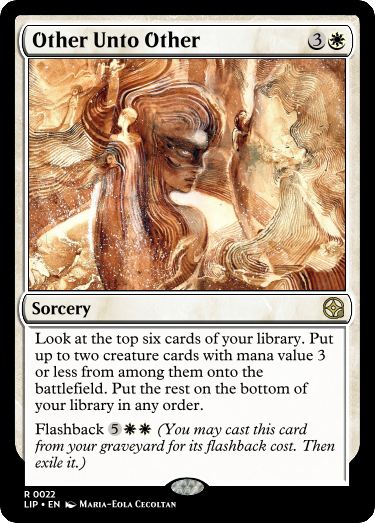 Other Unto Other 3
Sorcery
Look at the top six cards of your library. Put
up to two creature cards with mana value 3
or less from among them onto the
battlefield. Put the rest on the bottom of
your library in any order.
Flashback 5 (You may cast this card
from your graveyard for its flashback cost. Then
exile it.)
R 0022
LIP • EN Maria-Eola Cecoltan